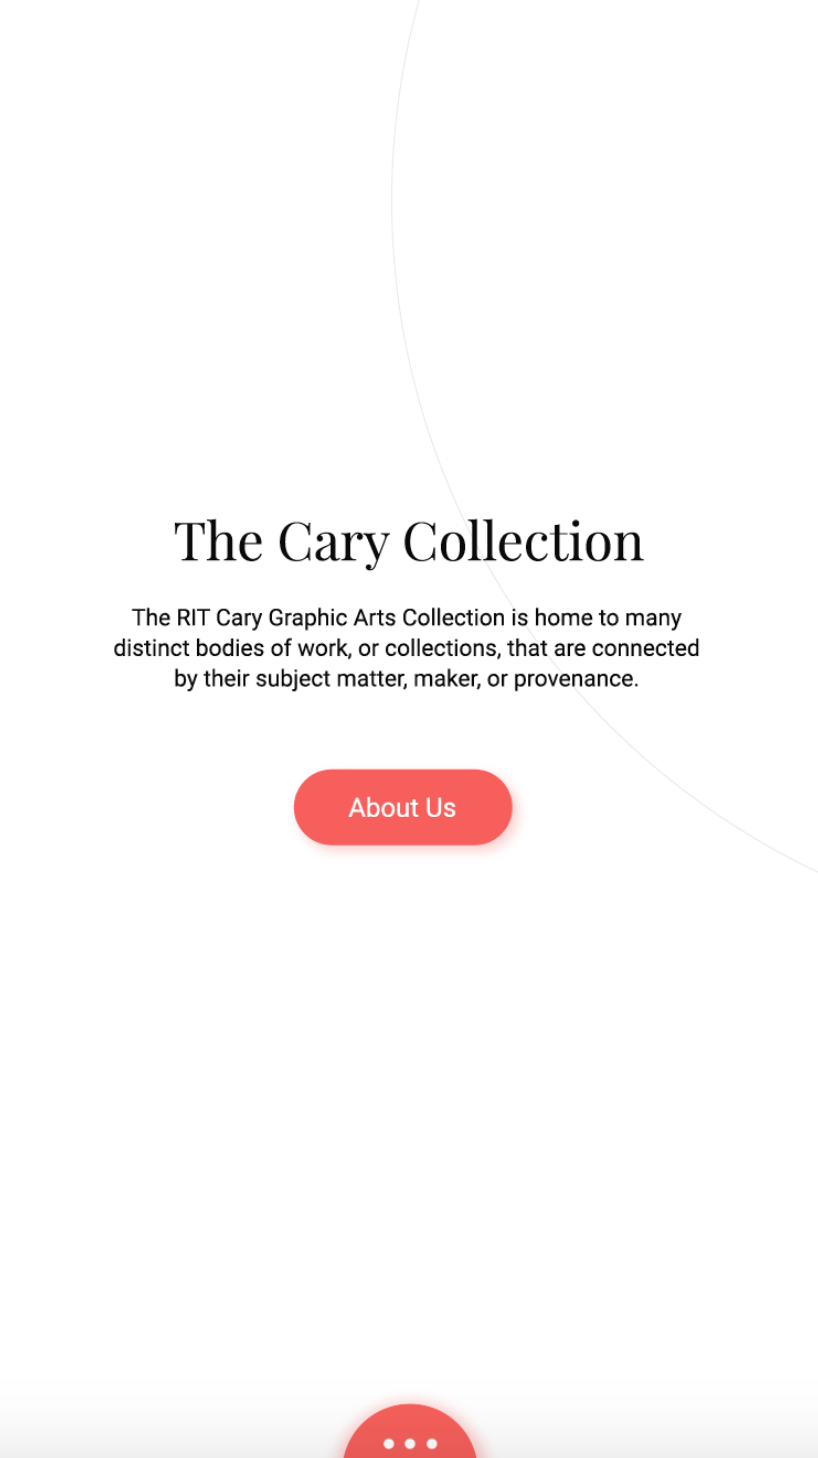 The Cary Collection
The RIT Cary Graphic Arts Collection is home to many
distinct bodies of work, or collections, that are connected
by their subject matter, maker, or provenance.
About Us